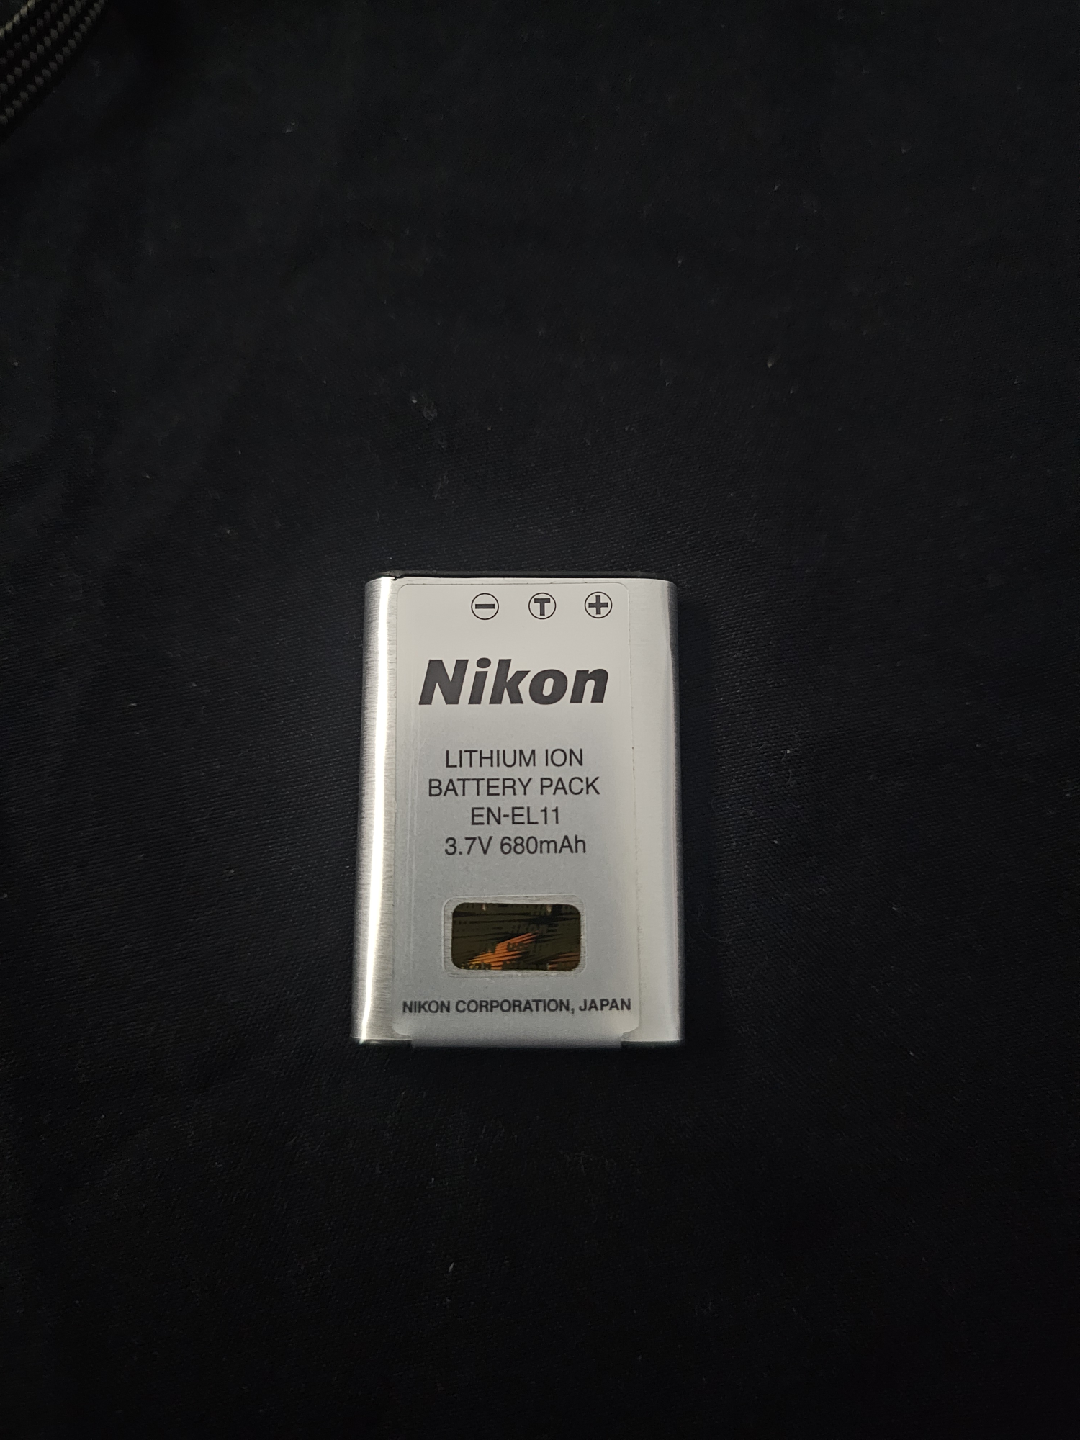 − T +
Nikon
LITHIUM ION
BATTERY PACK
EN-EL11
3.7V 680mAh
NIKON CORPORATION, JAPAN